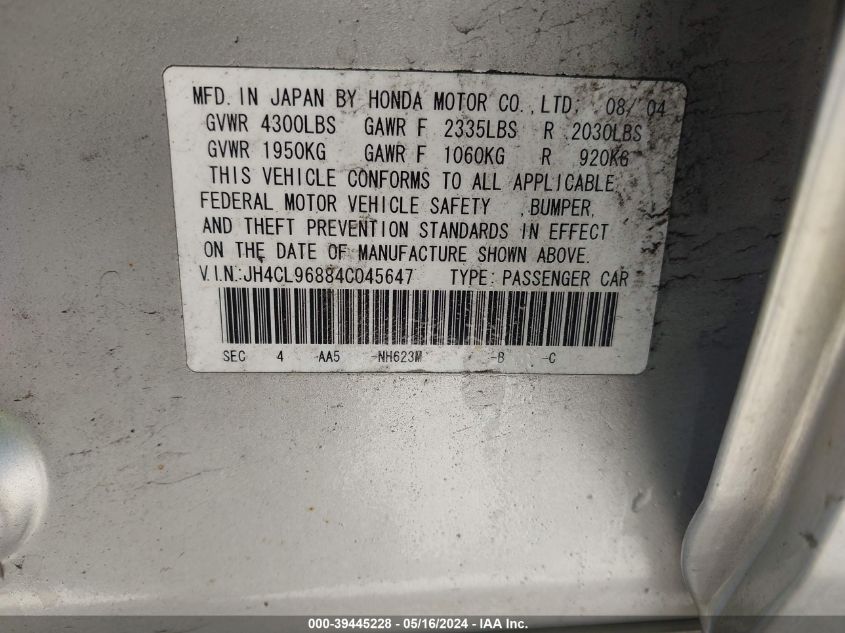 MFD. IN JAPAN BY HONDA MOTOR CO.,LTD; 08/ 04
GVWR 4300LBS GAWR F 2335LBS R 2030LBS
GVWR 1950KG GAWR F 1060KG R 920KG
THIS VEHICLE CONFORMS TO ALL APPLICABLE
FEDERAL MOTOR VEHICLE SAFETY ,BUMPER,
AND THEFT PREVENTION STANDARDS IN EFFECT
ON THE DATE OF MANUFACTURE SHOWN ABOVE.
V.I.N.:JH4CL96884C045647 TYPE: PASSENGER CAR
SEC 4 -AA5 -NH623M -B -C
000-39445228 - 05/16/2024 - IAA Inc.